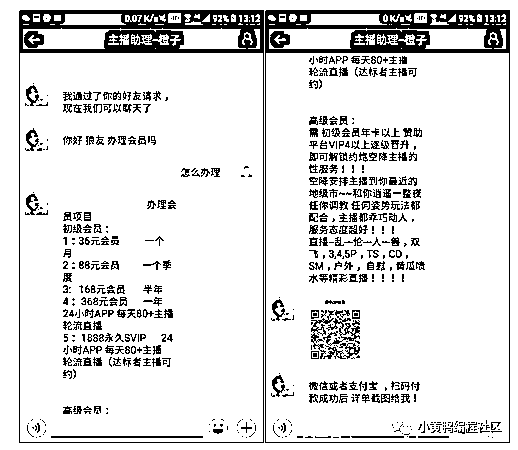 0.07 K/s 92% 13:12
主播助理-橙子
我通过了你的好友请求，
现在我们可以聊天了
你好 狼友 办理会员吗
怎么办理
办理会
员项目
初级会员：
1：35元会员 一个
月
2：88元会员 一个季
度
3：168元会员 半年
4：368元会员 一年
24小时APP 每天80+主播
轮流直播
5：1888永久SVIP 24
小时APP 每天80+主播
轮流直播（达标者主播可
约）
高级会员：
0 K/s 92% 13:12
主播助理-橙子
小时APP 每天80+主播
轮流直播（达标者主播可
约）
高级会员：
需 初级会员年卡以上 赞助
平台VIP4以上逐级晋升，
即可解锁约炮空降主播的
性服务！！！
空降安排主播到你最近的
地级市~~和你逍遥一整夜
任你调教 任何姿势玩法都
配合，主播都乖巧动人，
服务态度超好！！！
直播~乱一伦一人一兽，双
飞，3,4,5P，TS，CD，
SM，户外，自慰，黄瓜喷
水等精彩直播！！！！
微信或者支付宝，扫码付
款成功后 详单截图给我！
小黄鸭编程社区